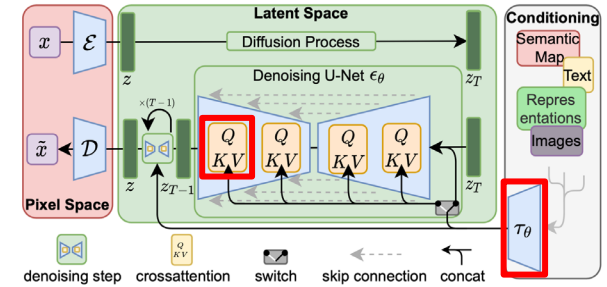 Latent Space
Conditioning
x
ℰ
Diffusion Process
z
z_T
Semantic
Map
Text
Repres
entations
Images
Denoising U-Net ϵ_θ
×(T−1)
Q
KV
Q
KV
Q
KV
Q
KV
x̃
𝒟
z
z_{T−1}
z_T
τ_θ
Pixel Space
Q
KV
denoising step
crossattention
switch
skip connection
concat